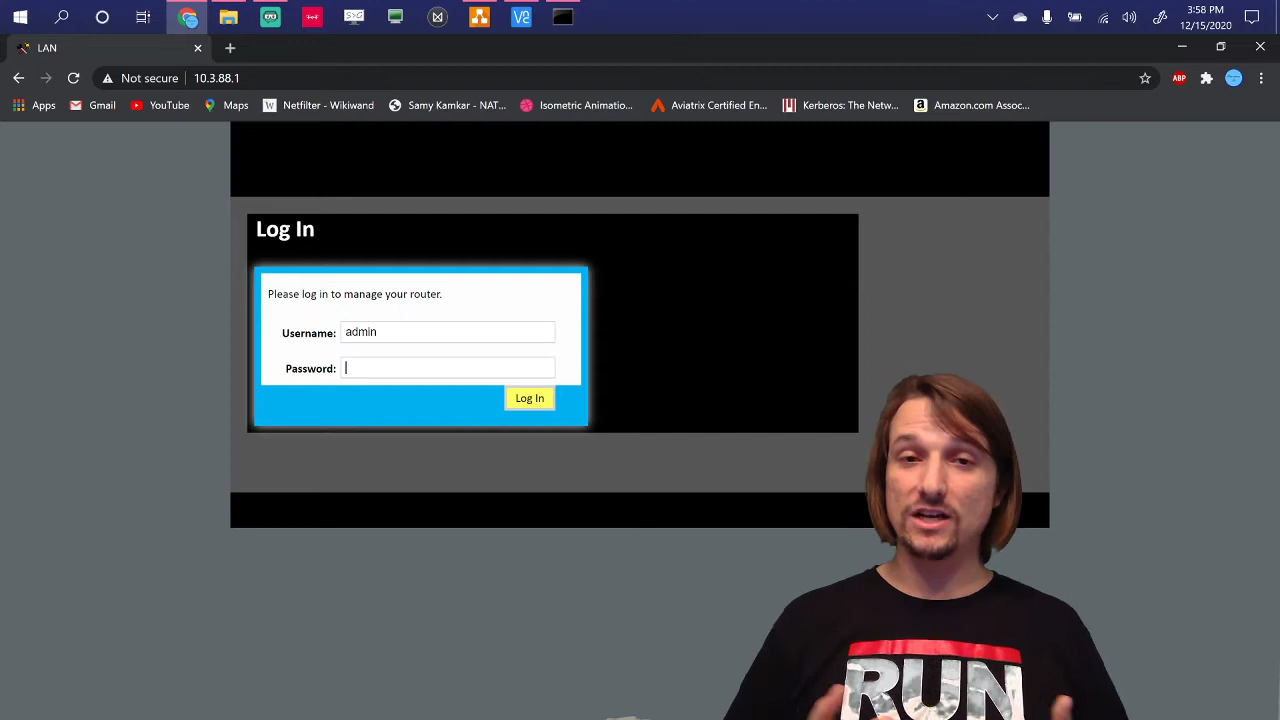 3:58 PM
12/15/2020
LAN
Not secure
10.3.88.1
ABP
Apps
Gmail
YouTube
Maps
W Netfilter - Wikiwand
Samy Kamkar - NAT...
Isometric Animatio...
Aviatrix Certified En...
Kerberos: The Netw...
Amazon.com Assoc...
Log In
Please log in to manage your router.
Username: admin
Password:
Log In
RUN